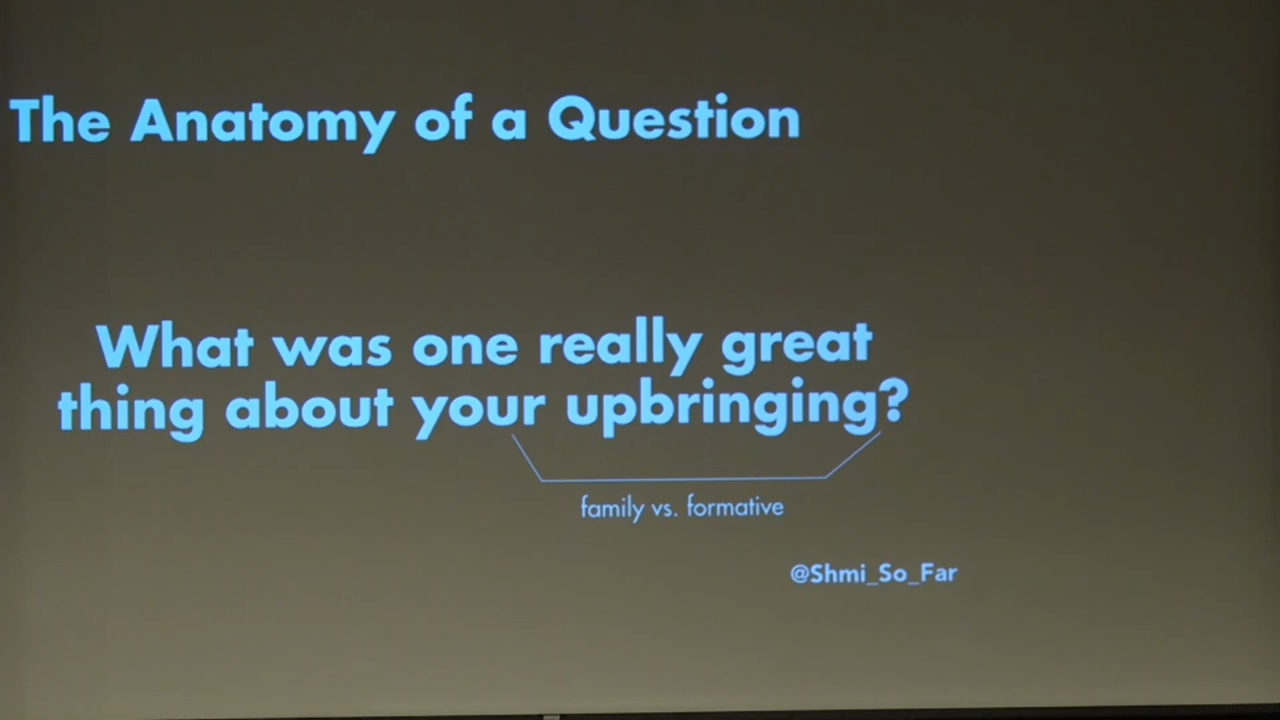 The Anatomy of a Question
What was one really great
thing about your upbringing?
family vs. formative
@Shmi_So_Far